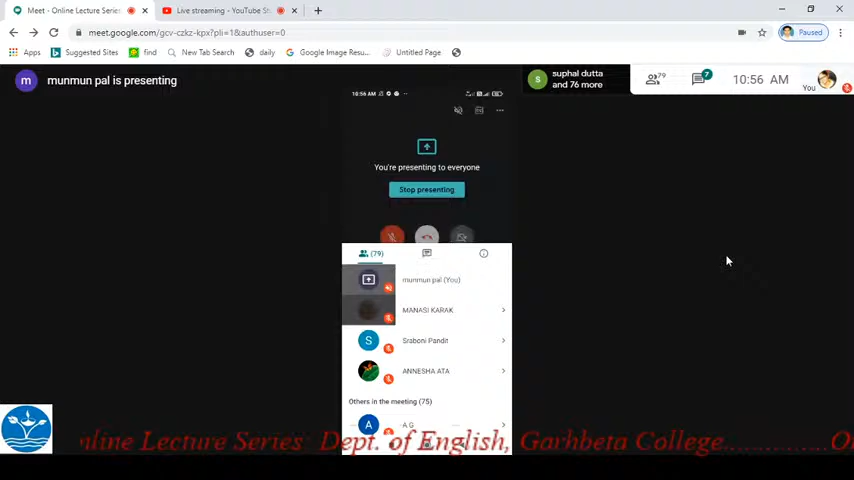 Meet - Online Lecture Series
Live streaming - YouTube St
meet.google.com/gcv-czkz-kpx?pli=1&authuser=0
Paused
Apps
Suggested Sites
find
New Tab Search
daily
Google Image Resu...
Untitled Page
m
munmun pal is presenting
s
suphal dutta
and 76 more
79
7
10:56 AM
You
10:56 AM
You're presenting to everyone
Stop presenting
(79)
munmun pal (You)
MANASI KARAK
S
Sraboni Pandit
ANNESHA ATA
Others in the meeting (75)
A
A G
nline Lecture Series: Dept. of English, Garhbeta College...........O